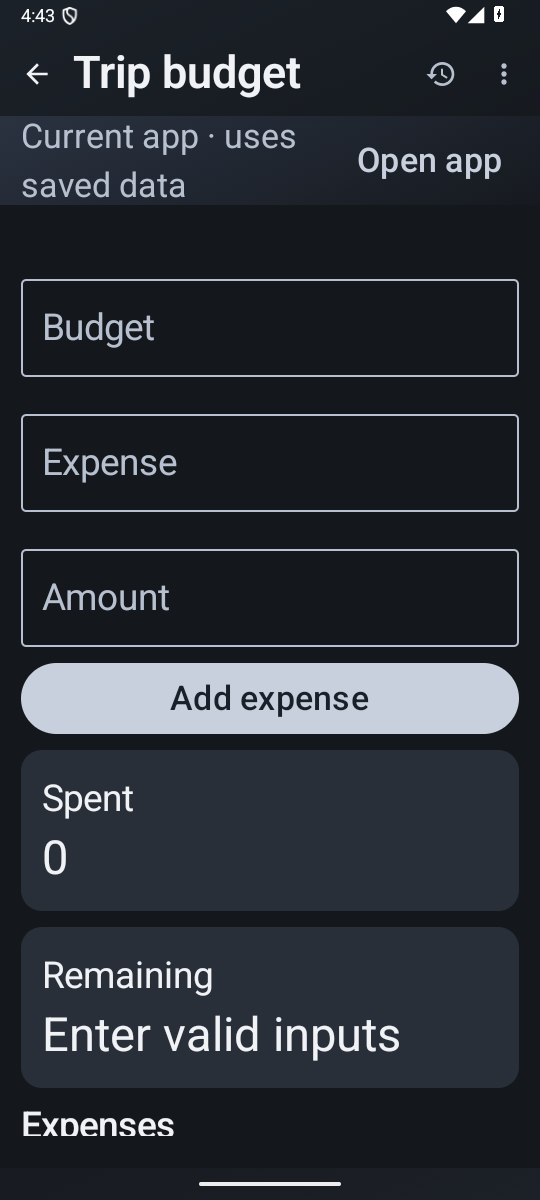 4:43
Trip budget
Current app · uses
saved data
Open app
Budget
Expense
Amount
Add expense
Spent
0
Remaining
Enter valid inputs
Expenses